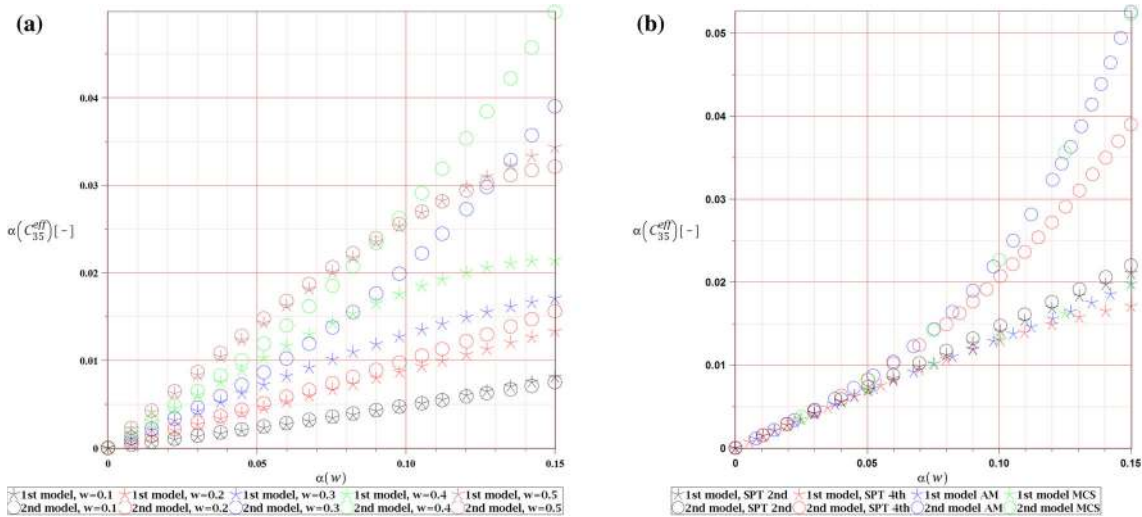 (a)
0.04
0.03
α(C_35^eff)[-]
0.02
0.01
0
0 0.05 0.10 0.15
α(w)
1st model, w=0.1 1st model, w=0.2 1st model, w=0.3 1st model, w=0.4 1st model, w=0.5
2nd model, w=0.1 2nd model, w=0.2 2nd model, w=0.3 2nd model, w=0.4 2nd model, w=0.5
(b)
0.05
0.04
0.03
α(C_35^eff)[-]
0.02
0.01
0
0 0.05 0.10 0.15
α(w)
1st model, SPT 2nd 1st model, SPT 4th 1st model AM 1st model MCS
2nd model, SPT 2nd 2nd model, SPT 4th 2nd model AM 2nd model MCS